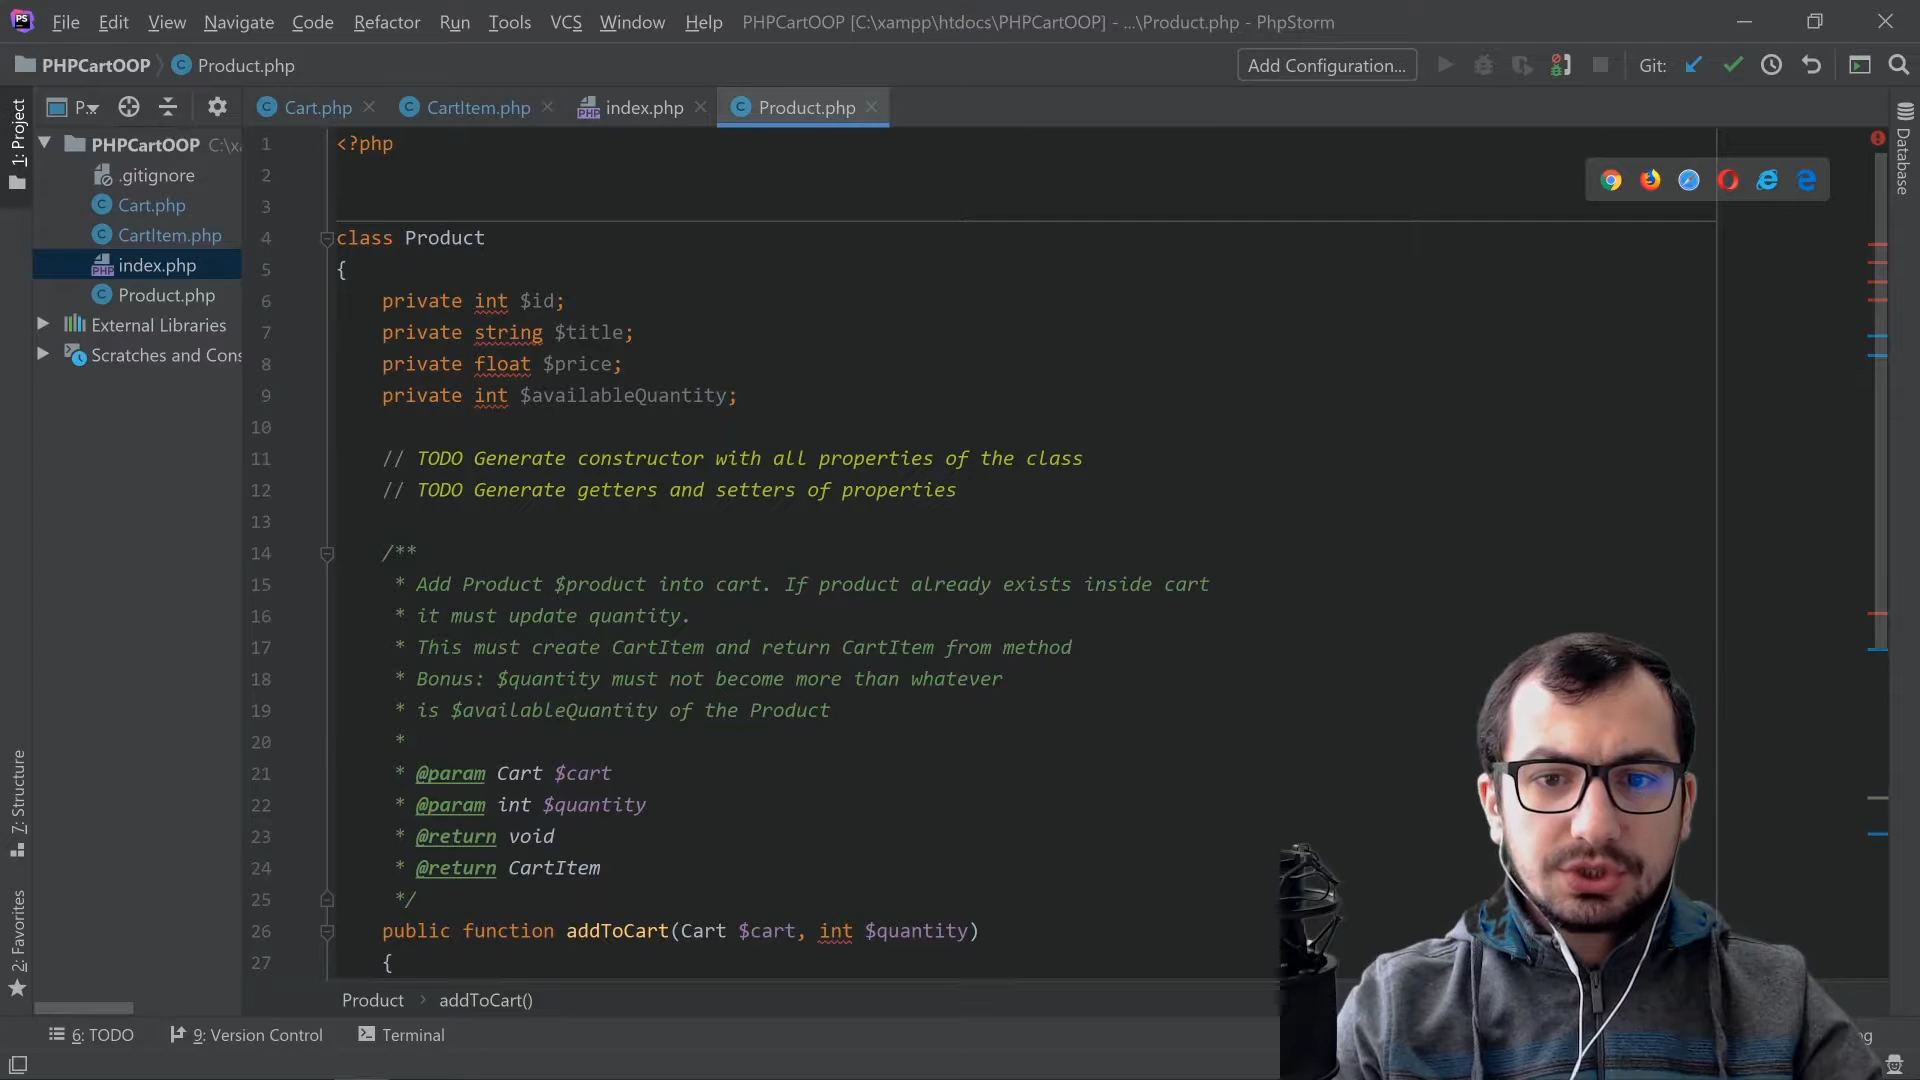 File Edit View Navigate Code Refactor Run Tools VCS Window Help PHPCartOOP [C:\xampp\htdocs\PHPCartOOP] - ...\Product.php - PhpStorm
PHPCartOOP Product.php Add Configuration... Git:
P... Cart.php CartItem.php index.php Product.php
1: Project
PHPCartOOP C:\xa
.gitignore
Cart.php
CartItem.php
index.php
Product.php
External Libraries
Scratches and Cons
7: Structure
2: Favorites
Database
1 <?php
2
3
4 class Product
5 {
6 private int $id;
7 private string $title;
8 private float $price;
9 private int $availableQuantity;
10
11 // TODO Generate constructor with all properties of the class
12 // TODO Generate getters and setters of properties
13
14 /**
15 * Add Product $product into cart. If product already exists inside cart
16 * it must update quantity.
17 * This must create CartItem and return CartItem from method
18 * Bonus: $quantity must not become more than whatever
19 * is $availableQuantity of the Product
20 *
21 * @param Cart $cart
22 * @param int $quantity
23 * @return void
24 * @return CartItem
25 */
26 public function addToCart(Cart $cart, int $quantity)
27 {
Product › addToCart()
6: TODO 9: Version Control Terminal